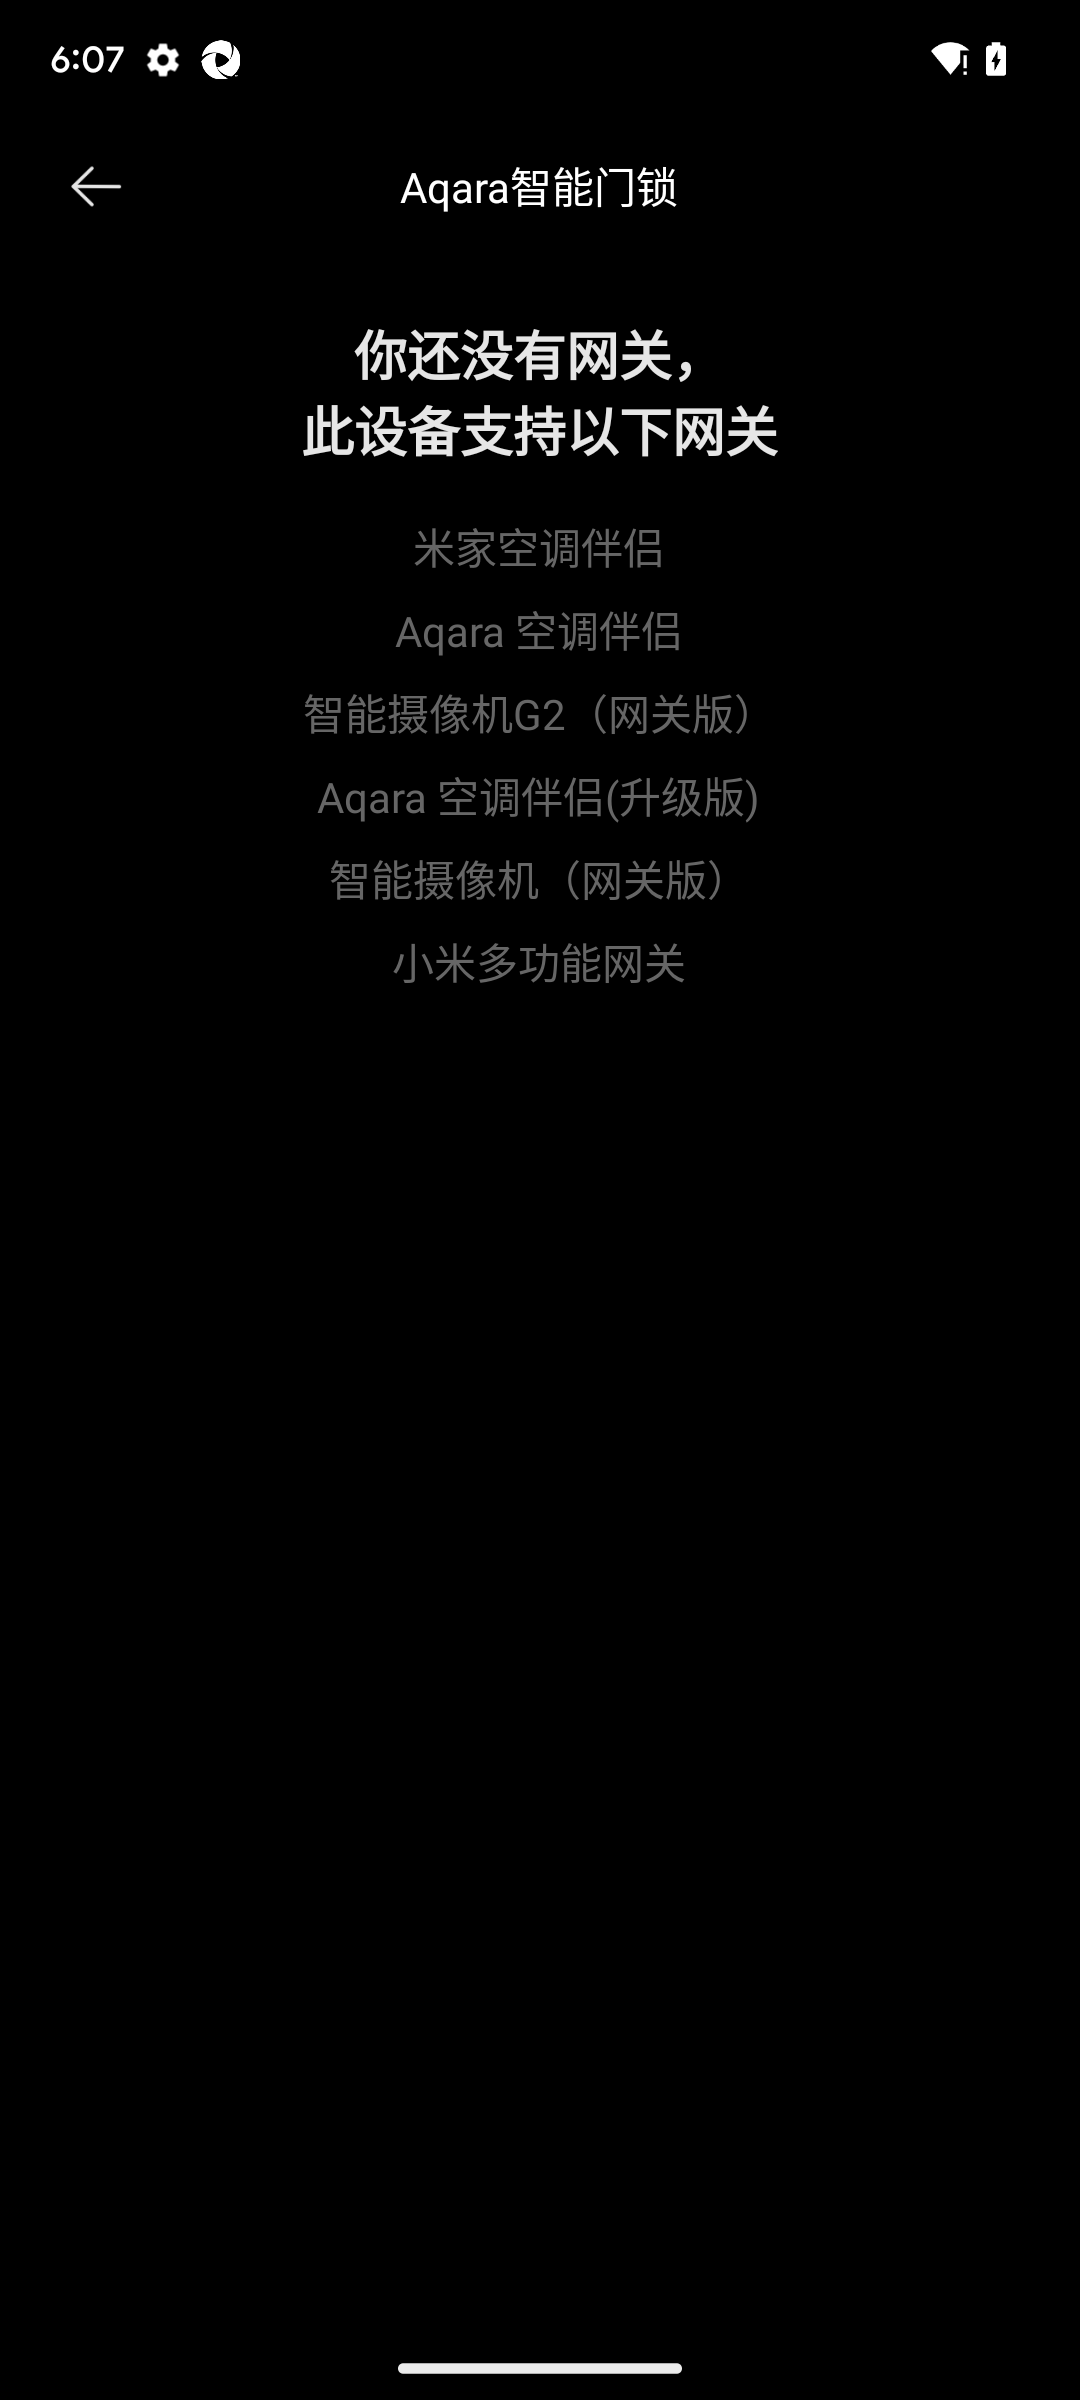 6:07
Aqara智能门锁
你还没有网关，
此设备支持以下网关
米家空调伴侣
Aqara 空调伴侣
智能摄像机G2（网关版）
Aqara 空调伴侣(升级版)
智能摄像机（网关版）
小米多功能网关